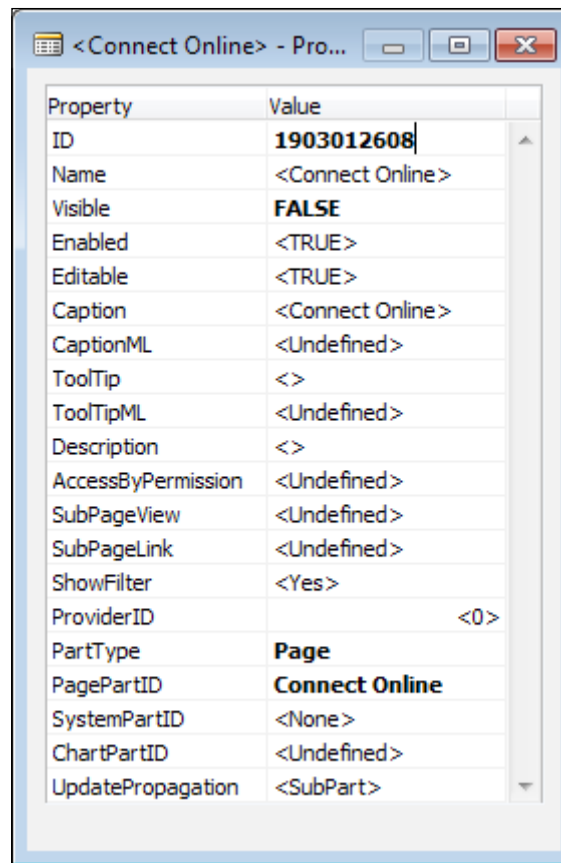 <Connect Online> - Pro...
Property Value
ID 1903012608
Name <Connect Online>
Visible FALSE
Enabled <TRUE>
Editable <TRUE>
Caption <Connect Online>
CaptionML <Undefined>
ToolTip <>
ToolTipML <Undefined>
Description <>
AccessByPermission <Undefined>
SubPageView <Undefined>
SubPageLink <Undefined>
ShowFilter <Yes>
ProviderID <0>
PartType Page
PagePartID Connect Online
SystemPartID <None>
ChartPartID <Undefined>
UpdatePropagation <SubPart>